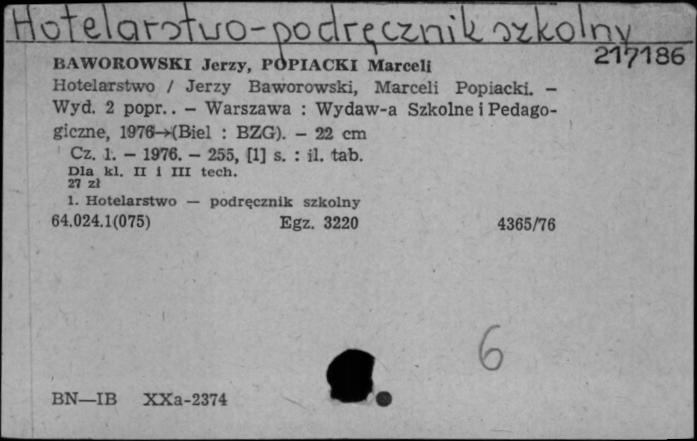 Hotelarstwo-podręcznik szkolny
217186
BAWOROWSKI Jerzy, POPIACKI Marceli
Hotelarstwo / Jerzy Baworowski, Marceli Popiacki. –
Wyd. 2 popr.. – Warszawa : Wydaw-a Szkolne i Pedago-
giczne, 1976→(Biel : BZG). – 22 cm
Cz. 1. – 1976. – 255, [1] s. : il. tab.
Dla kl. II i III tech.
27 zł
1. Hotelarstwo — podręcznik szkolny
64.024.1(075) Egz. 3220 4365/76
6
BN—IB XXa-2374